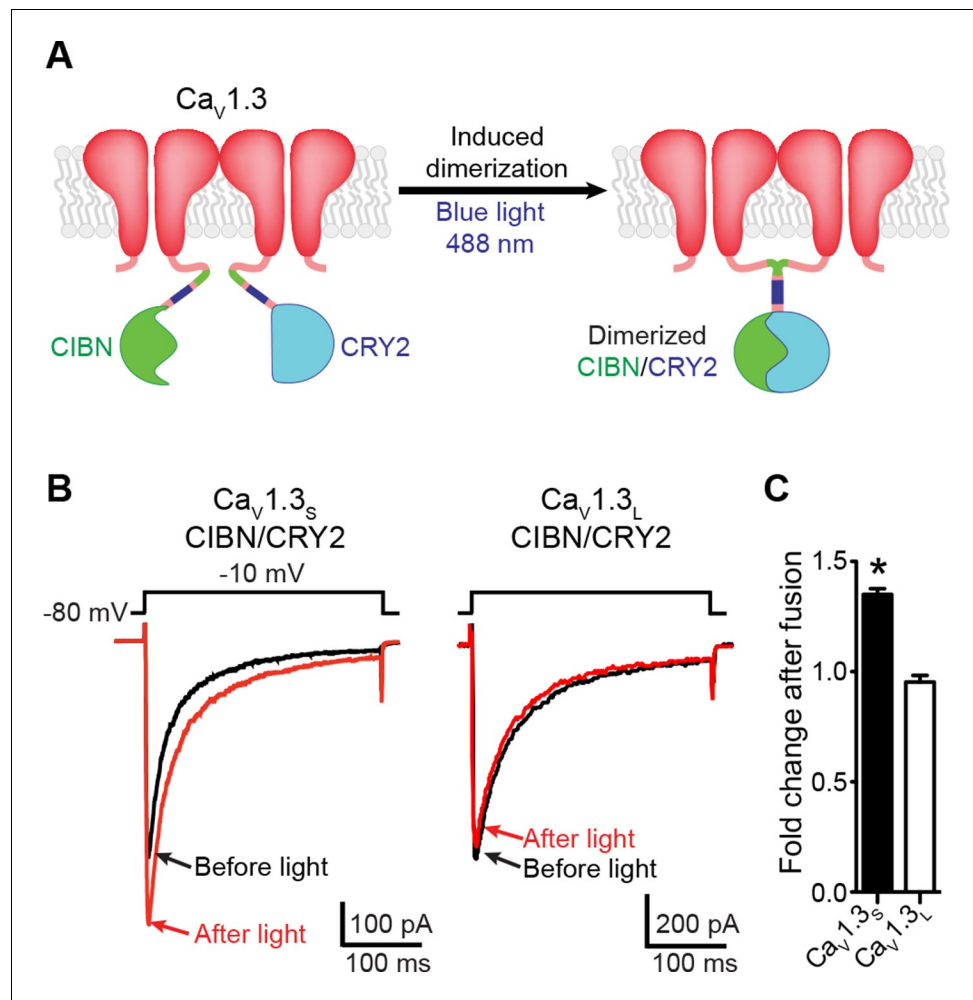 A
Cav1.3
Induced
dimerization
Blue light
488 nm
CIBN
CRY2
Dimerized
CIBN/CRY2
B
Cav1.3s
CIBN/CRY2
-10 mV
-80 mV
Before light
After light
100 pA
100 ms
Cav1.3L
CIBN/CRY2
After light
Before light
200 pA
100 ms
C
Fold change after fusion
1.5
1.0
0.5
0.0
*
Cav1.3s
Cav1.3L